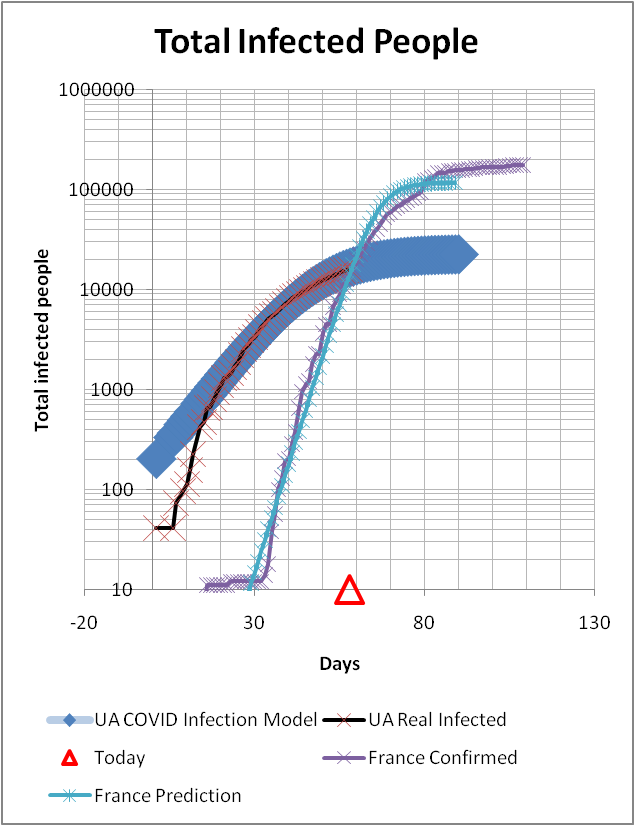 Total Infected People
1000000
100000
10000
1000
100
10
-20 30 80 130
Total infected people
Days
UA COVID Infection Model UA Real Infected
Today France Confirmed
France Prediction